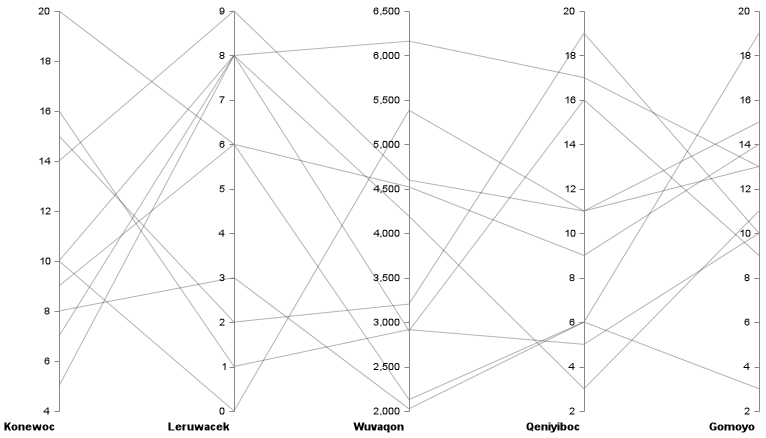 20 9 6,500 20 20
18 8 6,000 18 18
16 7 5,500 16 16
14 6 5,000 14 14
12 5 4,500 12 12
10 4 4,000 10 10
8 3 3,500 8 8
6 2 3,000 6 6
4 1 2,500 4 4
0 2,000 2 2
Konewoc Leruwacek Wuvaqon Qeniyiboc Gomoyo